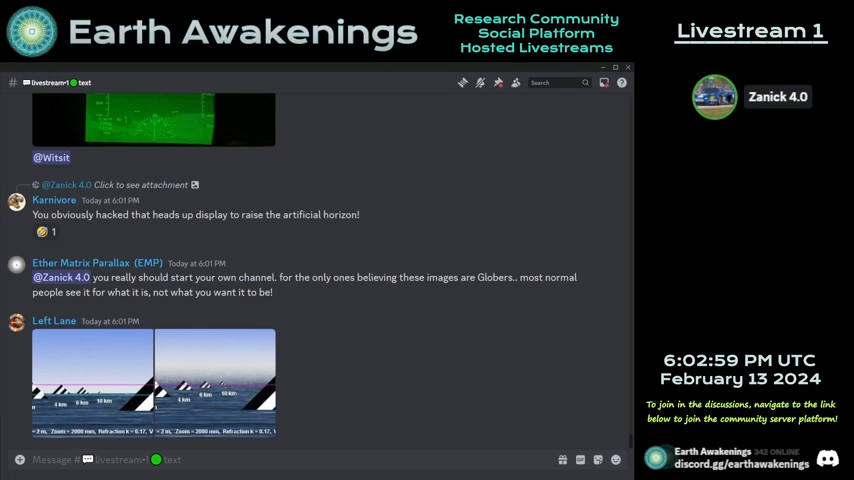 Earth Awakenings
Research Community
Social Platform
Hosted Livestreams
Livestream 1
# livestream-1 text
Search
@Witsit
@Zanick 4.0 Click to see attachment
Karnivore Today at 6:01 PM
You obviously hacked that heads up display to raise the artificial horizon!
🤣 1
Ether Matrix Parallax (EMP) Today at 6:01 PM
@Zanick 4.0 you really should start your own channel. for the only ones believing these images are Globers.. most normal
people see it for what it is, not what you want it to be!
Left Lane Today at 6:01 PM
4 km 6 km 10 km
4 km 6 km 10 km
= 2 m, Zoom = 2000 mm, Refraction k = 0.17, V
= 2 m, Zoom = 2000 mm, Refraction k = 0.17, V
Message # livestream-1 text
GIF
Zanick 4.0
6:02:59 PM UTC
February 13 2024
To join in the discussions, navigate to the link
below to join the community server platform!
Earth Awakenings 342 ONLINE
discord.gg/earthawakenings